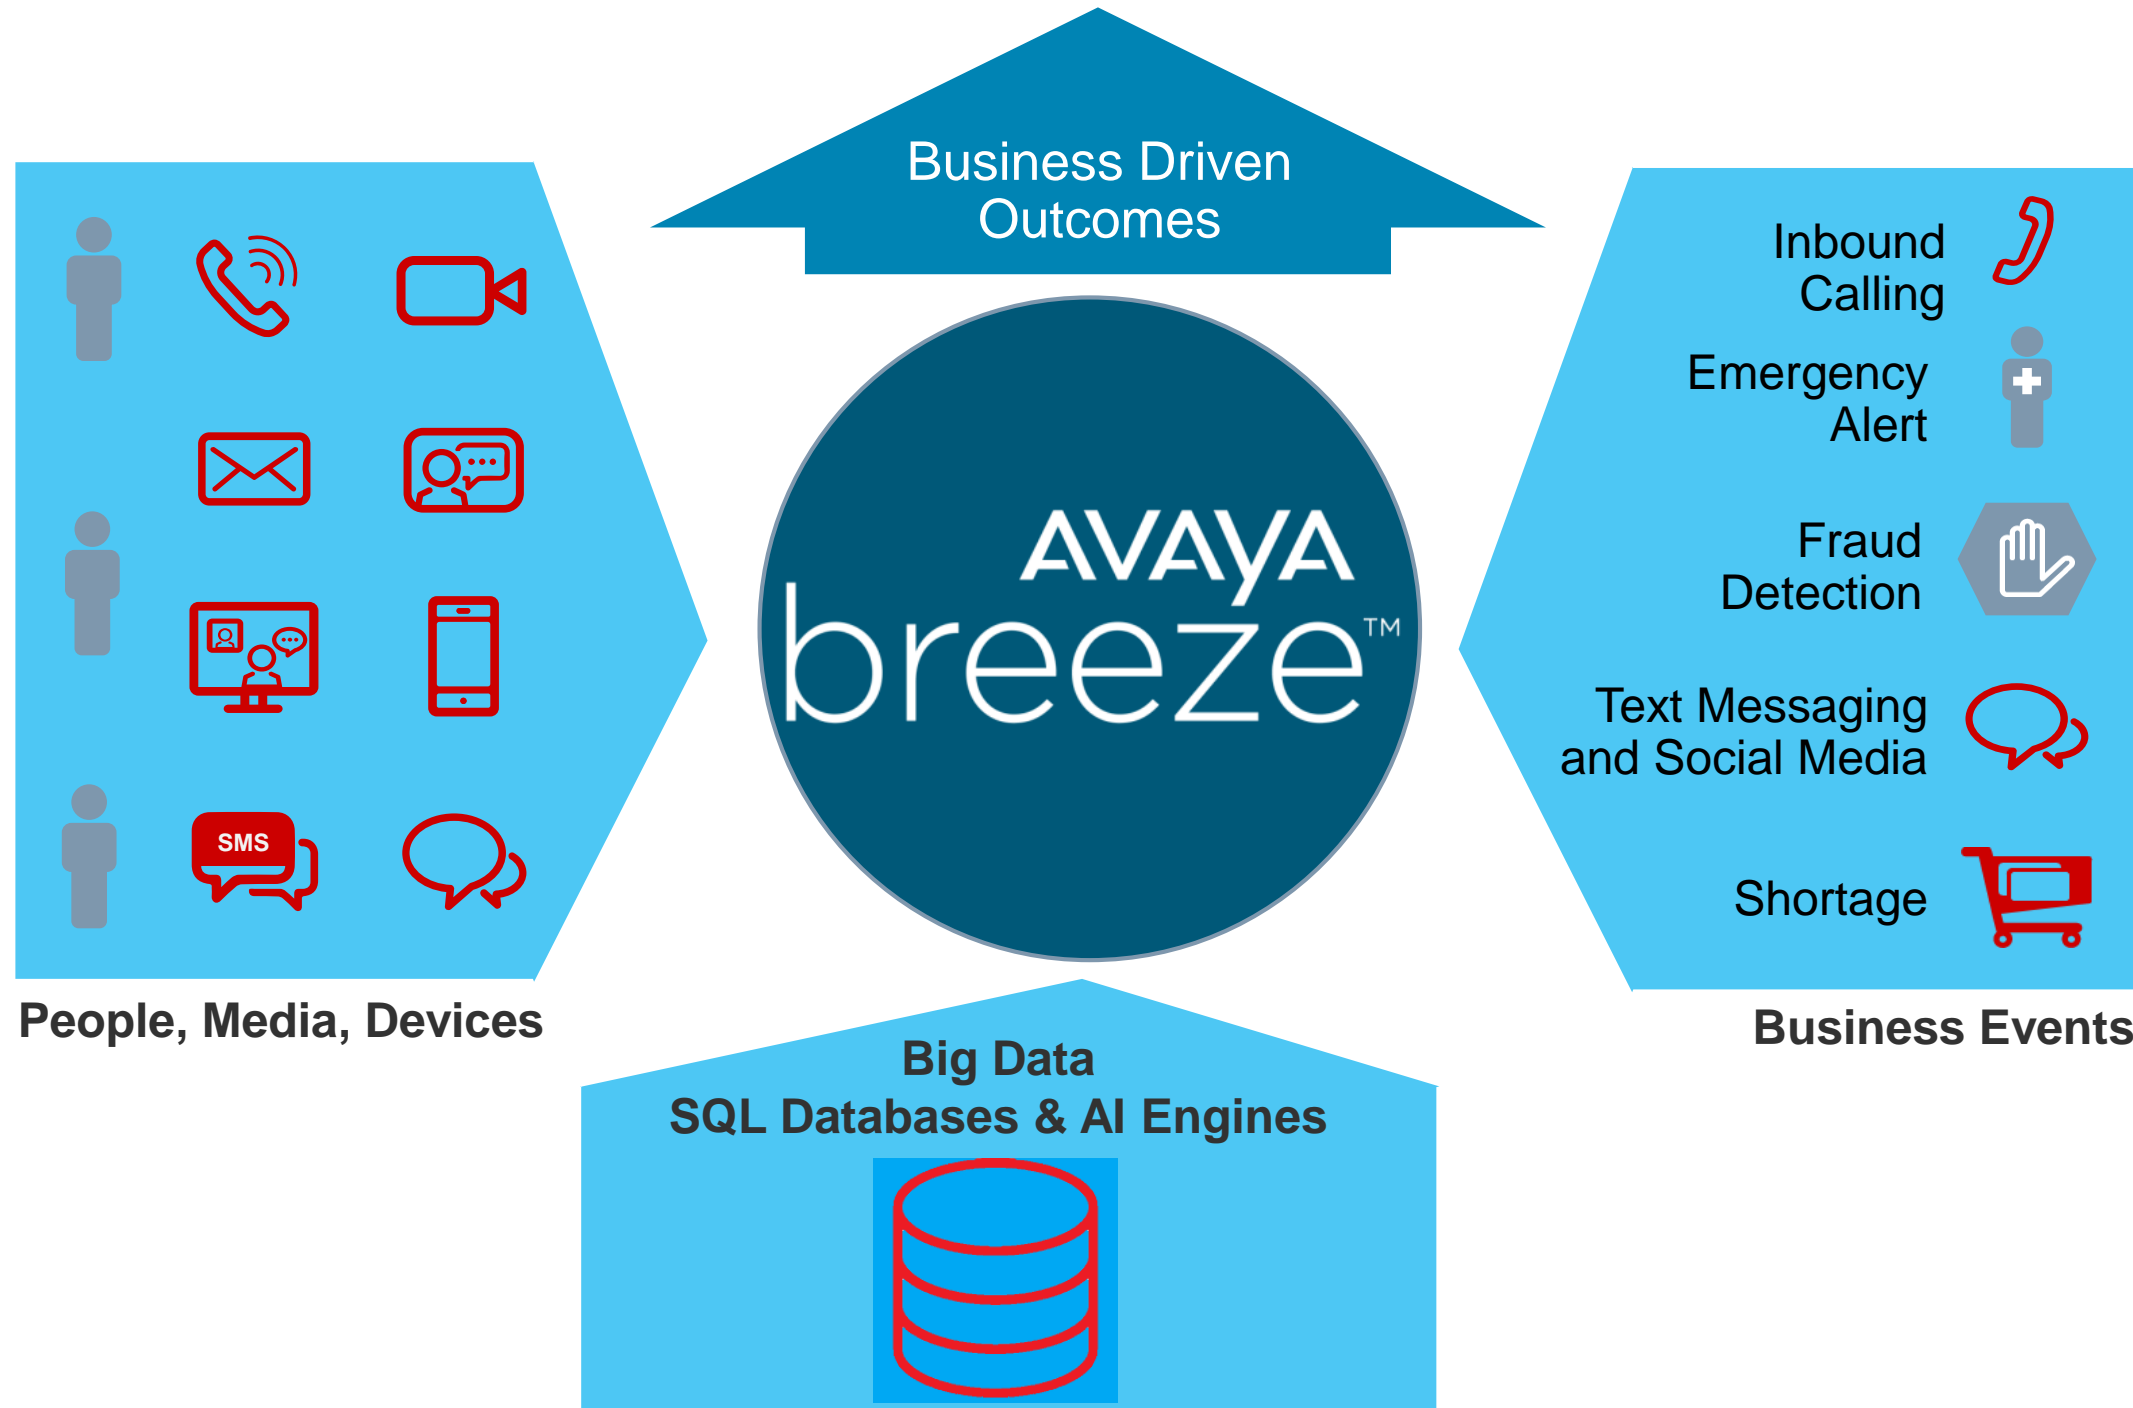 Business Driven
Outcomes
SMS
People, Media, Devices
AVAYA
breeze™
Inbound
Calling
Emergency
Alert
Fraud
Detection
Text Messaging
and Social Media
Shortage
Business Events
Big Data
SQL Databases & AI Engines